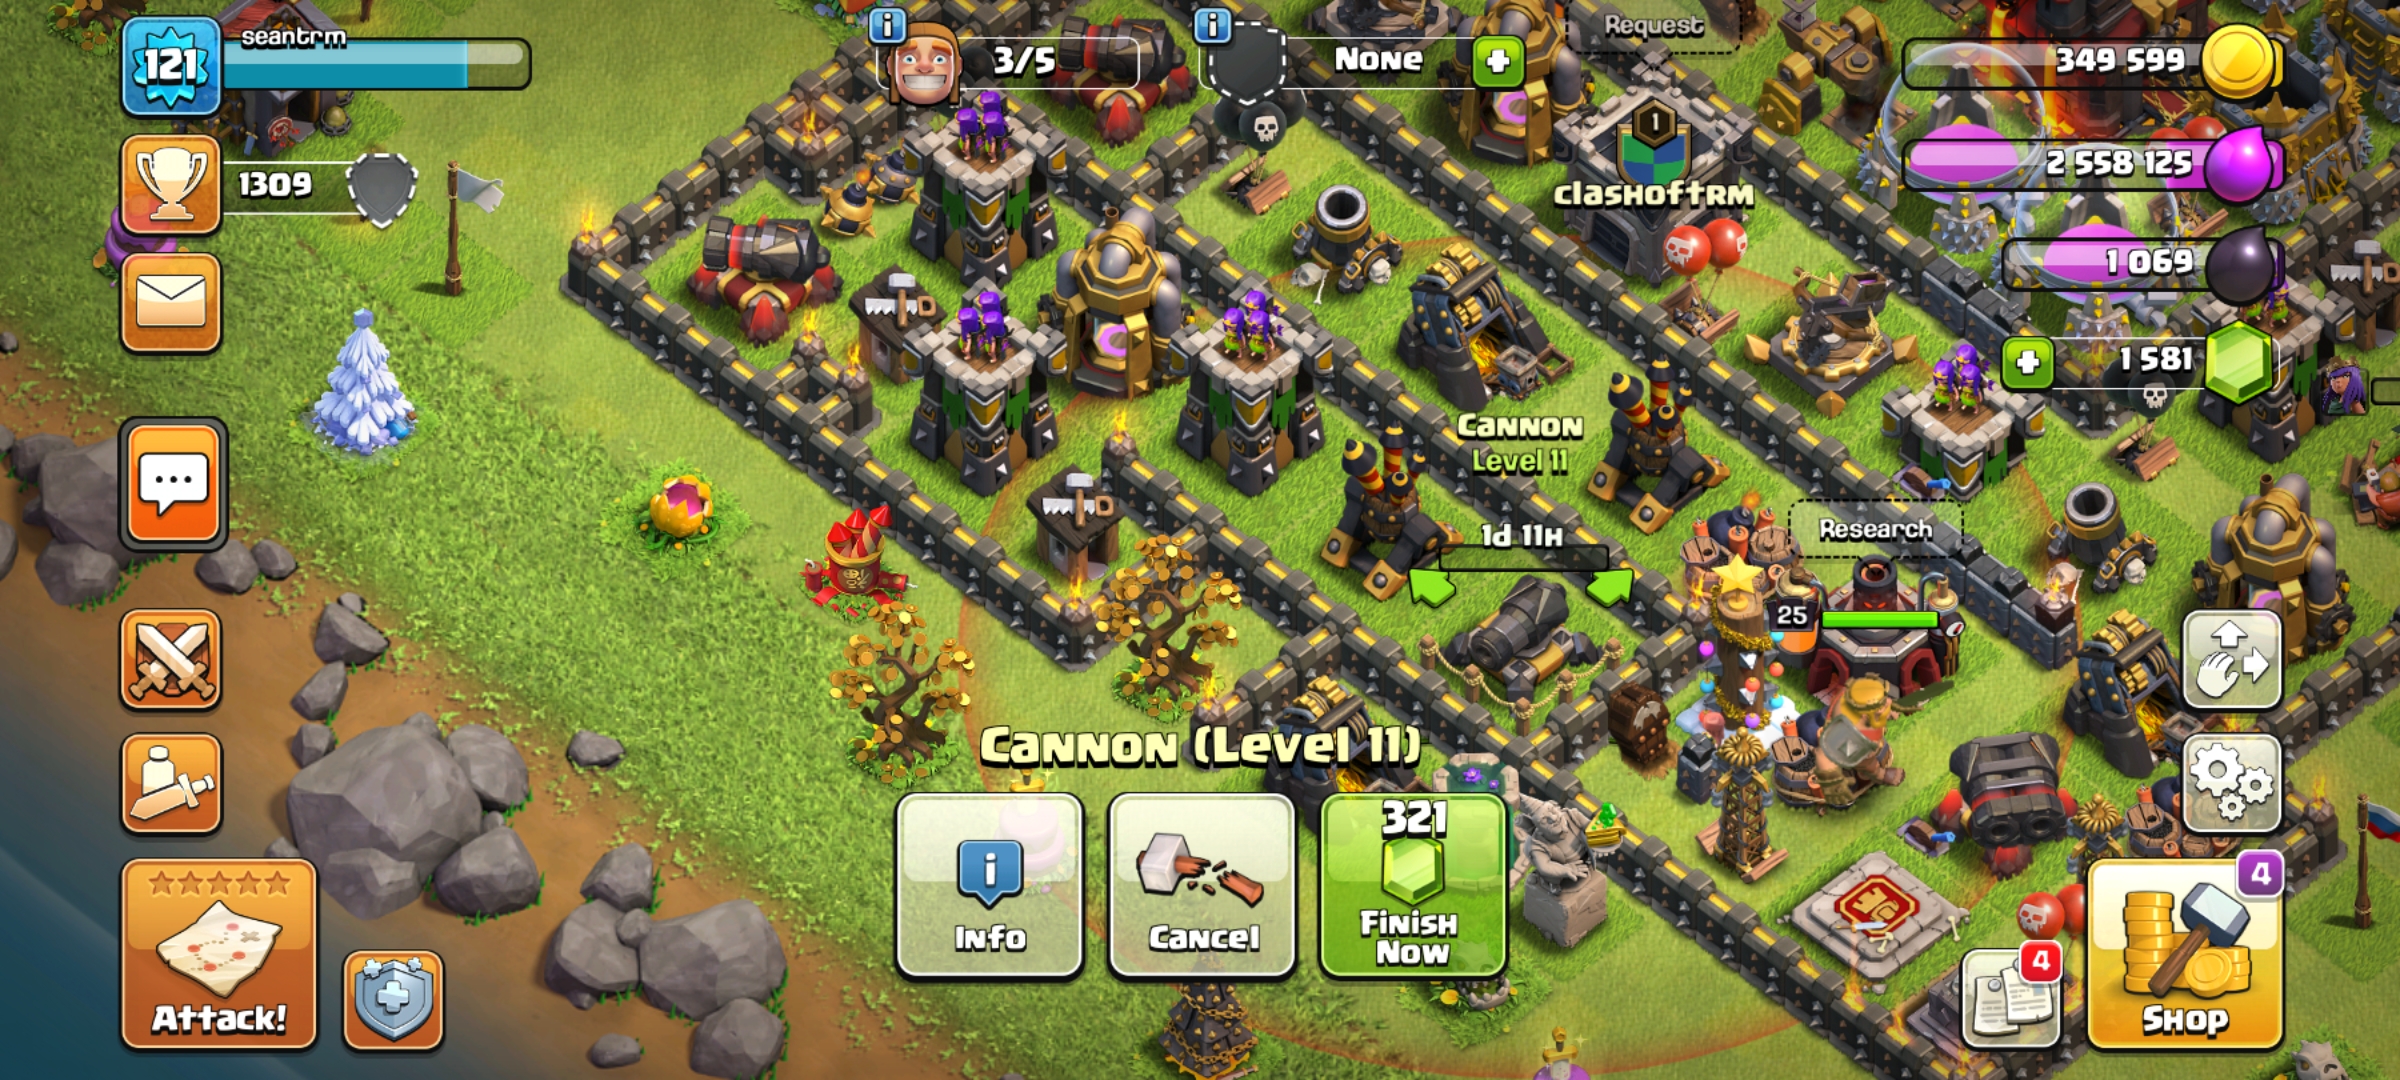 121
seantrm
3/5
None
Request
349 599
1309
1
clashoftrm
2 558 125
1 069
1 581
Cannon
Level 11
1d 11h
Research
25
Cannon (Level 11)
Info
Cancel
321
Finish
Now
Attack!
4
4
Shop